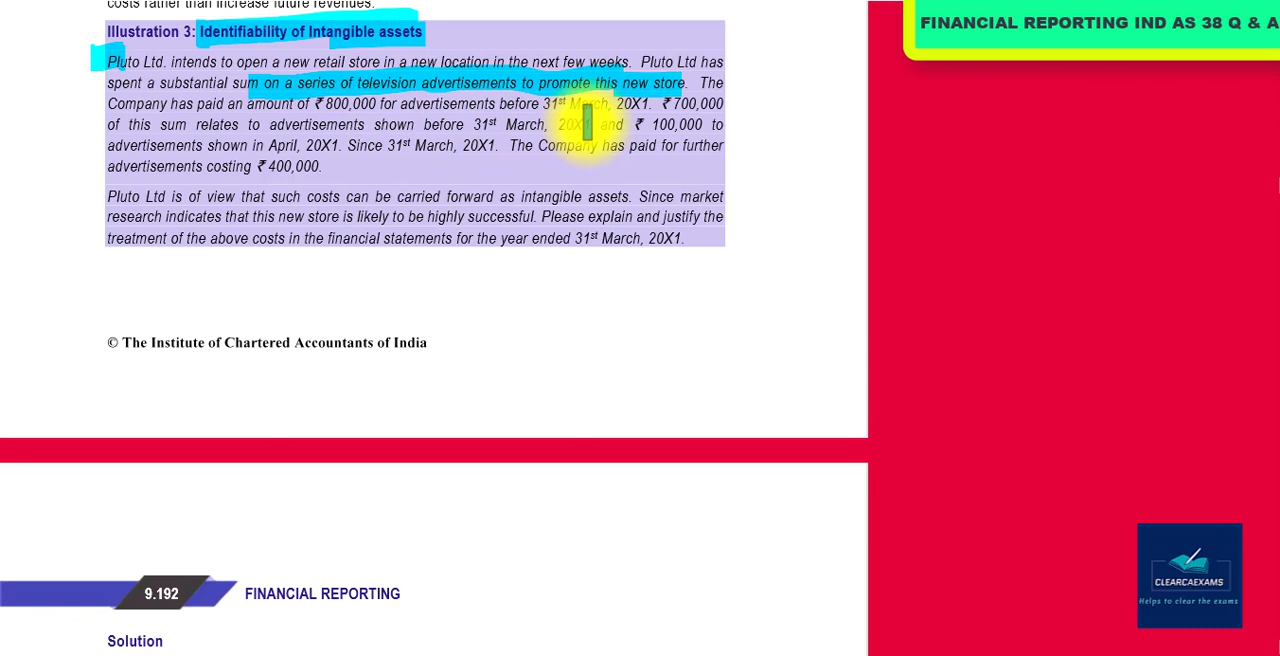 costs rather than increase future revenues.
FINANCIAL REPORTING IND AS 38 Q & A
Illustration 3: Identifiability of Intangible assets
Pluto Ltd. intends to open a new retail store in a new location in the next few weeks. Pluto Ltd has
spent a substantial sum on a series of television advertisements to promote this new store. The
Company has paid an amount of ₹ 800,000 for advertisements before 31st March, 20X1. ₹ 700,000
of this sum relates to advertisements shown before 31st March, 20X1 and ₹ 100,000 to
advertisements shown in April, 20X1. Since 31st March, 20X1. The Company has paid for further
advertisements costing ₹ 400,000.
Pluto Ltd is of view that such costs can be carried forward as intangible assets. Since market
research indicates that this new store is likely to be highly successful. Please explain and justify the
treatment of the above costs in the financial statements for the year ended 31st March, 20X1.
© The Institute of Chartered Accountants of India
CLEARCAEXAMS
Helps to clear the exams
9.192 FINANCIAL REPORTING
Solution